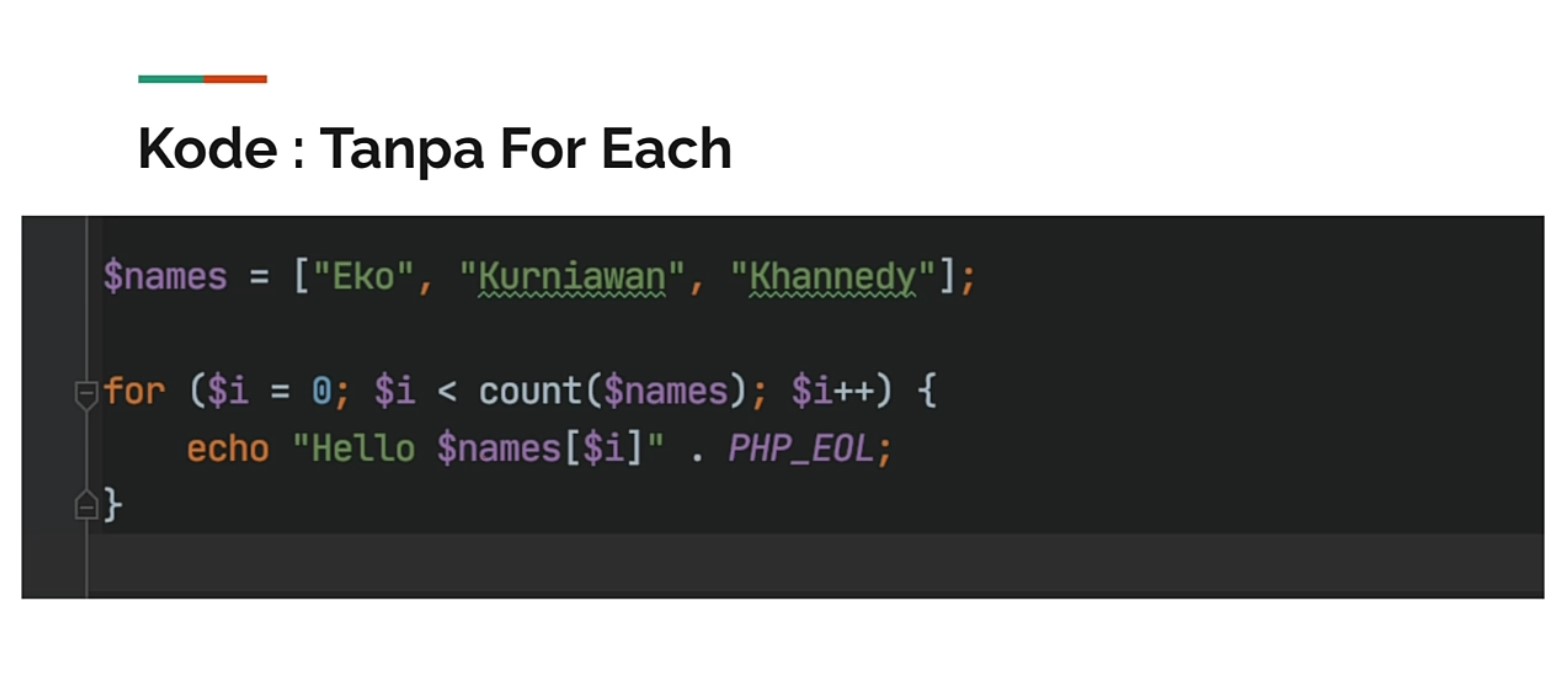 Kode : Tanpa For Each
$names = ["Eko", "Kurniawan", "Khannedy"];
for ($i = 0; $i < count($names); $i++) {
echo "Hello $names[$i]" . PHP_EOL;
}